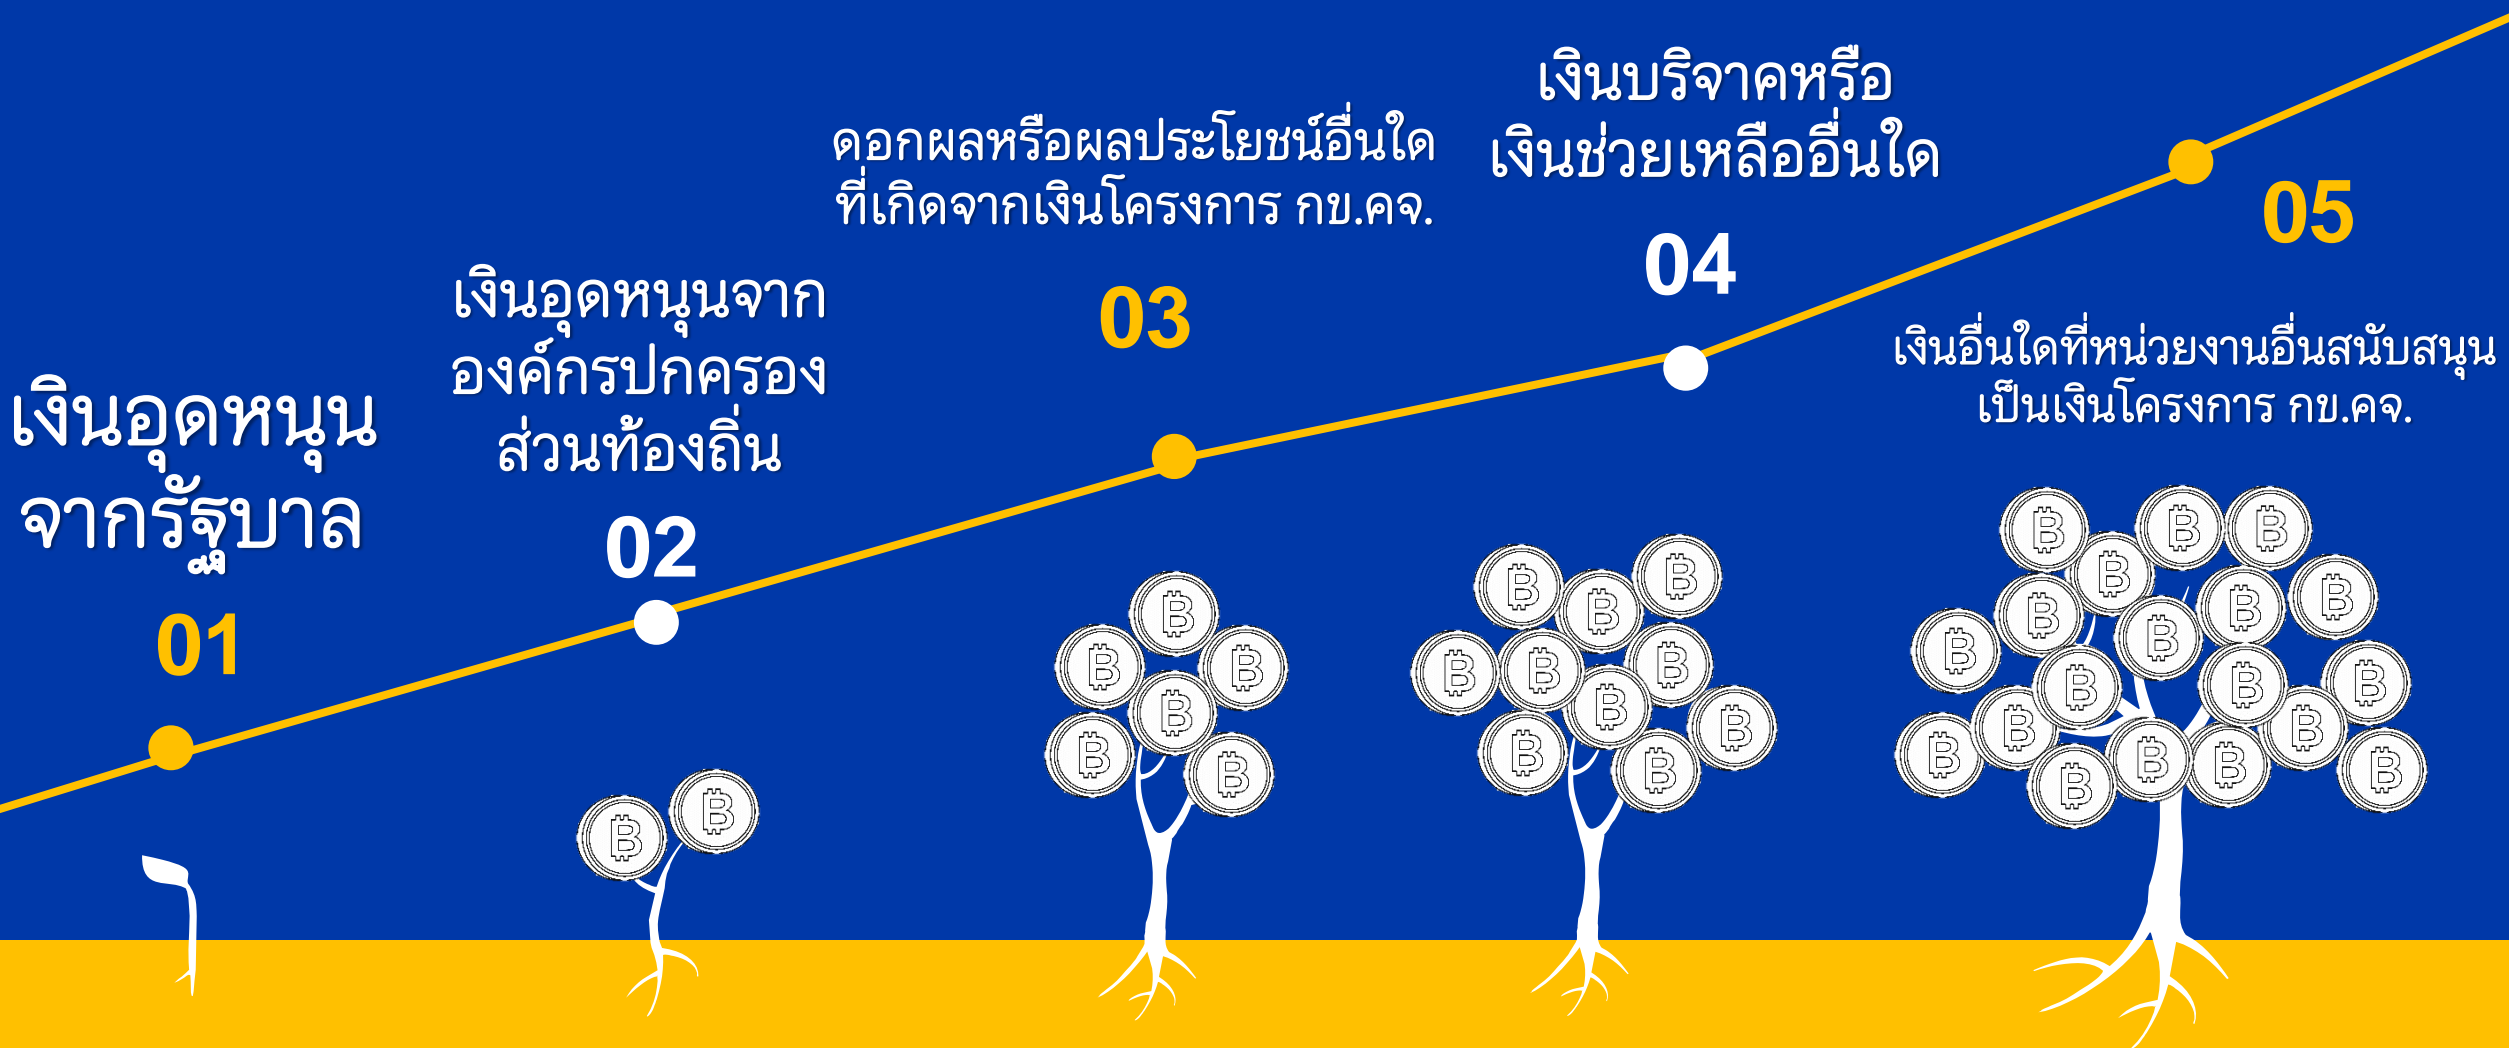 เงินอุดหนุน
จากรัฐบาล
01
เงินอุดหนุนจาก
องค์กรปกครอง
ส่วนท้องถิ่น
02
ดอกผลหรือผลประโยชน์อื่นใด
ที่เกิดจากเงินโครงการ กข.คจ.
03
เงินบริจาคหรือ
เงินช่วยเหลืออื่นใด
04
05
เงินอื่นใดที่หน่วยงานอื่นสนับสนุน
เป็นเงินโครงการ กข.คจ.